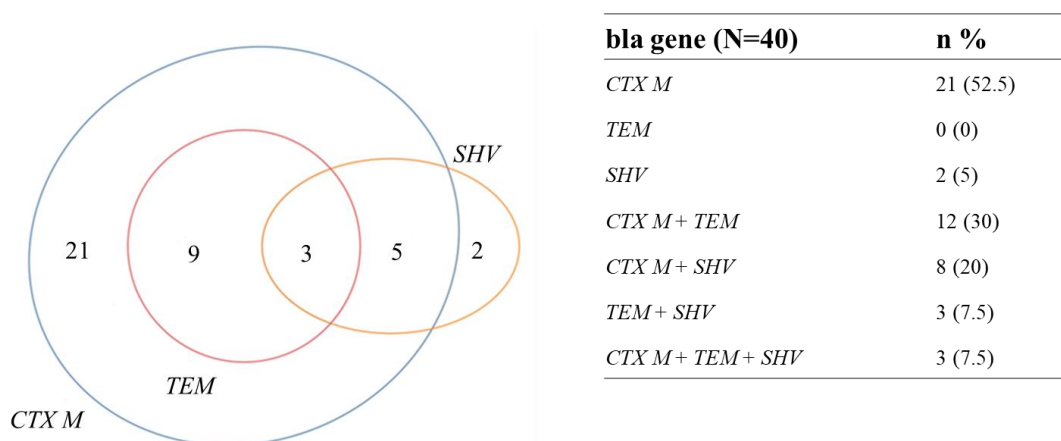 SHV
21 9 3 5 2
TEM
CTX M
bla gene (N=40) n %
CTX M 21 (52.5)
TEM 0 (0)
SHV 2 (5)
CTX M + TEM 12 (30)
CTX M + SHV 8 (20)
TEM + SHV 3 (7.5)
CTX M + TEM + SHV 3 (7.5)